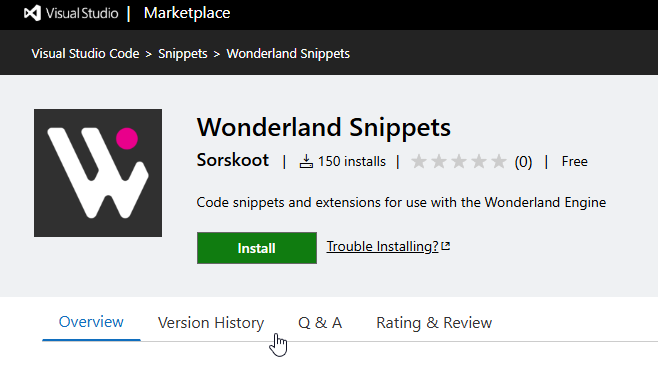 Visual Studio | Marketplace
Visual Studio Code > Snippets > Wonderland Snippets
Wonderland Snippets
Sorskoot | 150 installs | (0) | Free
Code snippets and extensions for use with the Wonderland Engine
Install Trouble Installing?
Overview Version History Q & A Rating & Review